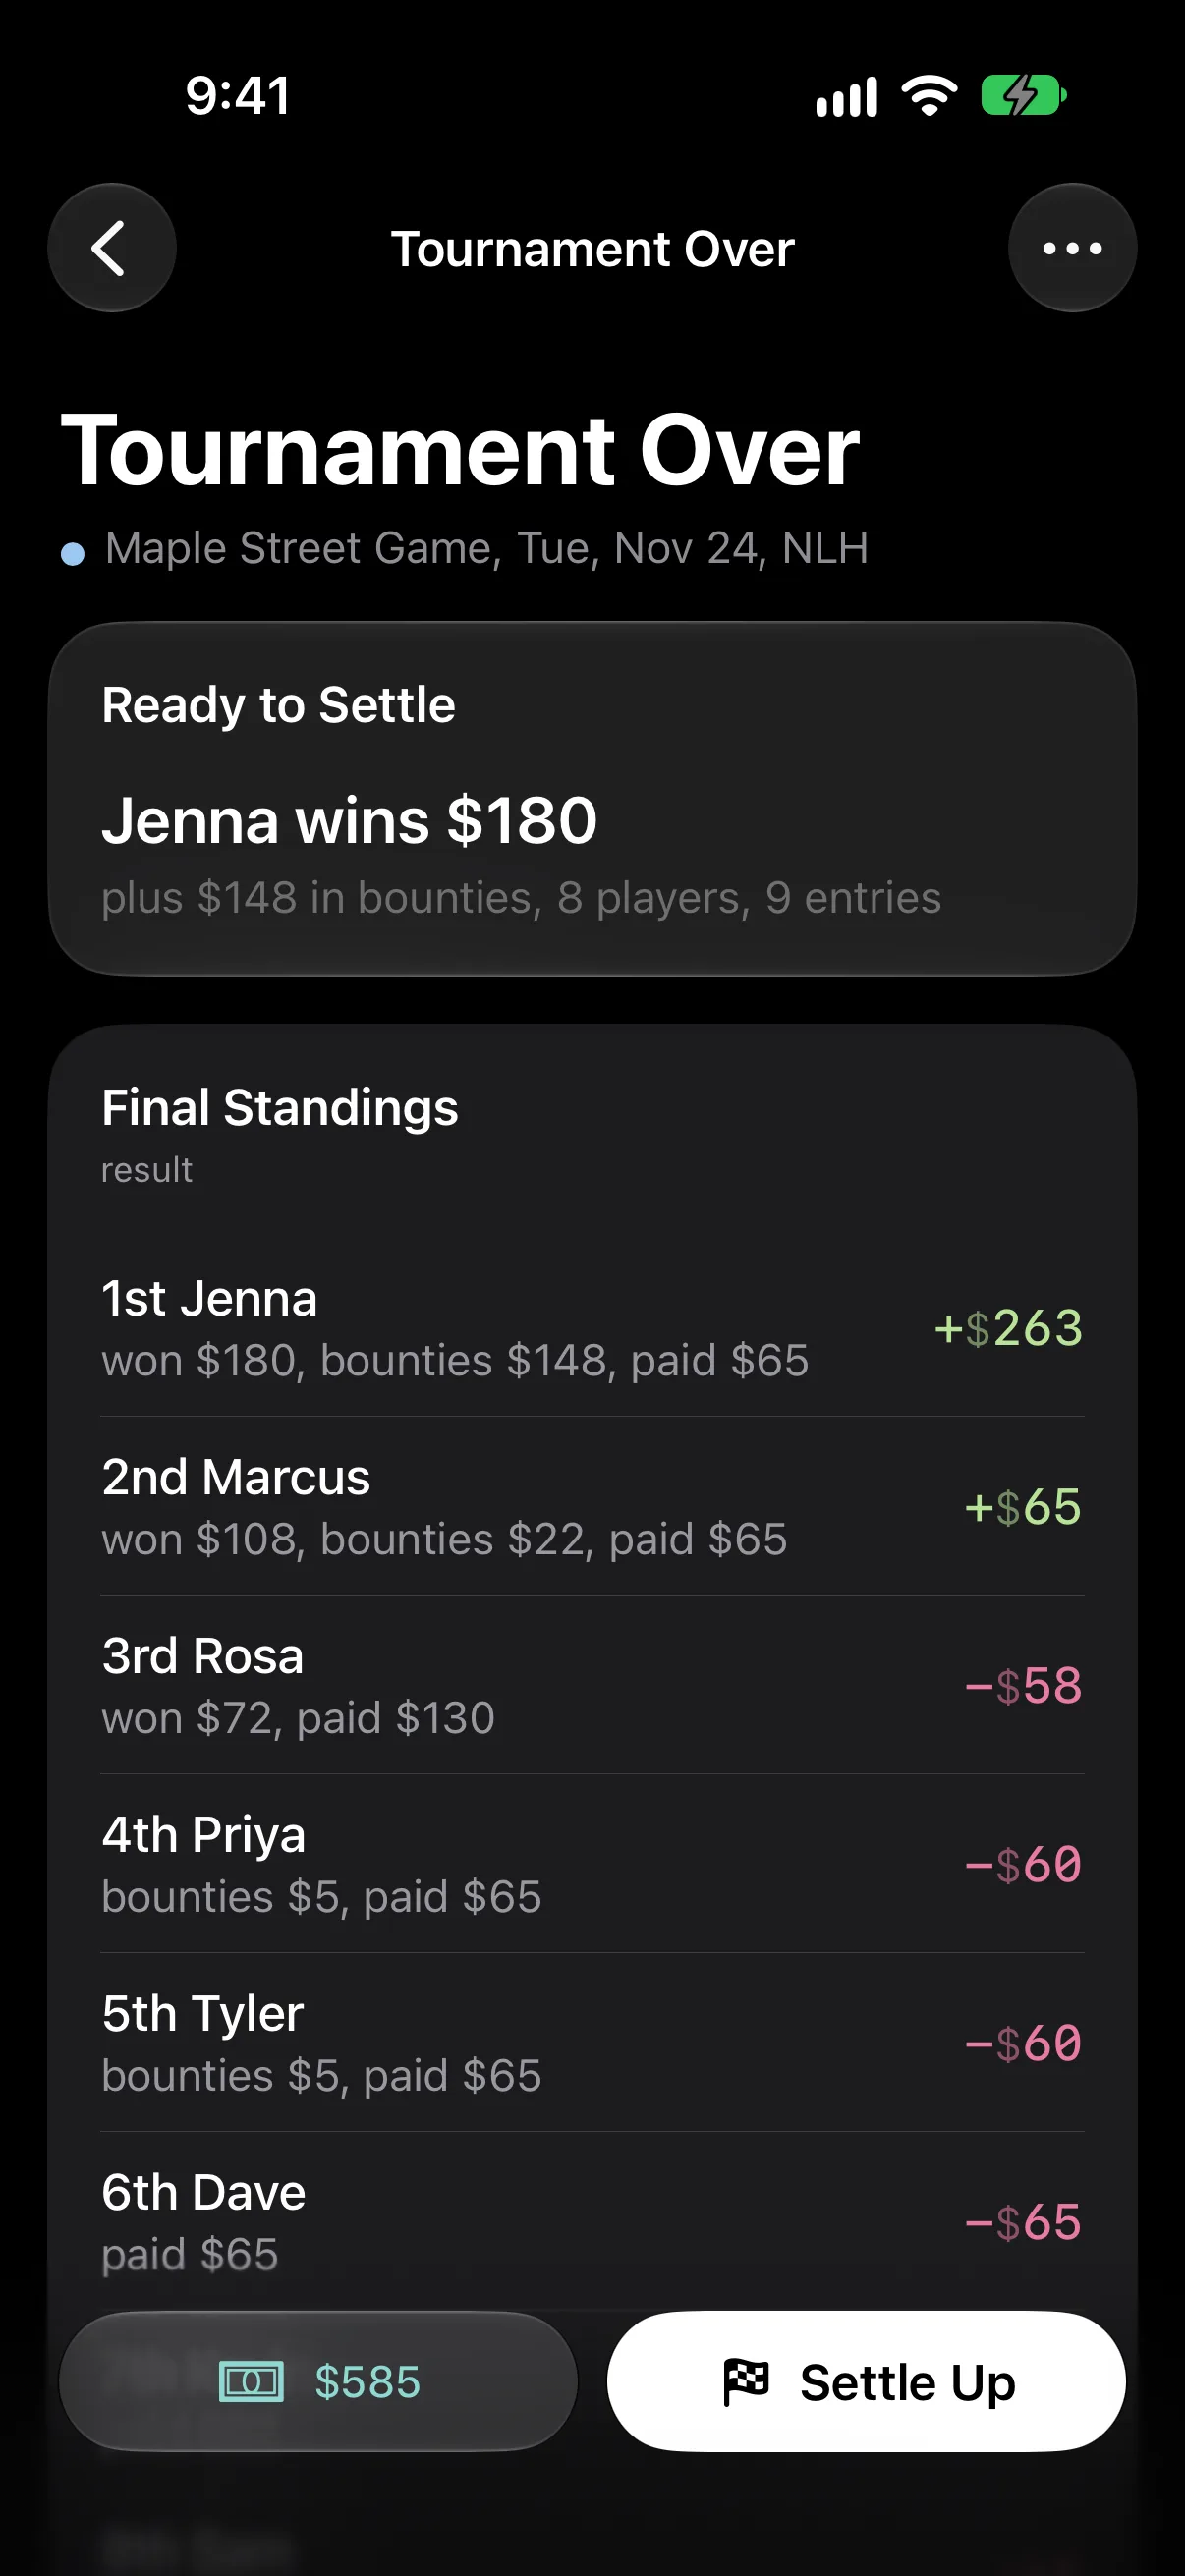 9:41
Tournament Over
Tournament Over
Maple Street Game, Tue, Nov 24, NLH
Ready to Settle
Jenna wins $180
plus $148 in bounties, 8 players, 9 entries
Final Standings
result
1st Jenna
+$263
won $180, bounties $148, paid $65
2nd Marcus
+$65
won $108, bounties $22, paid $65
3rd Rosa
−$58
won $72, paid $130
4th Priya
−$60
bounties $5, paid $65
5th Tyler
−$60
bounties $5, paid $65
6th Dave
−$65
paid $65
$585
Settle Up